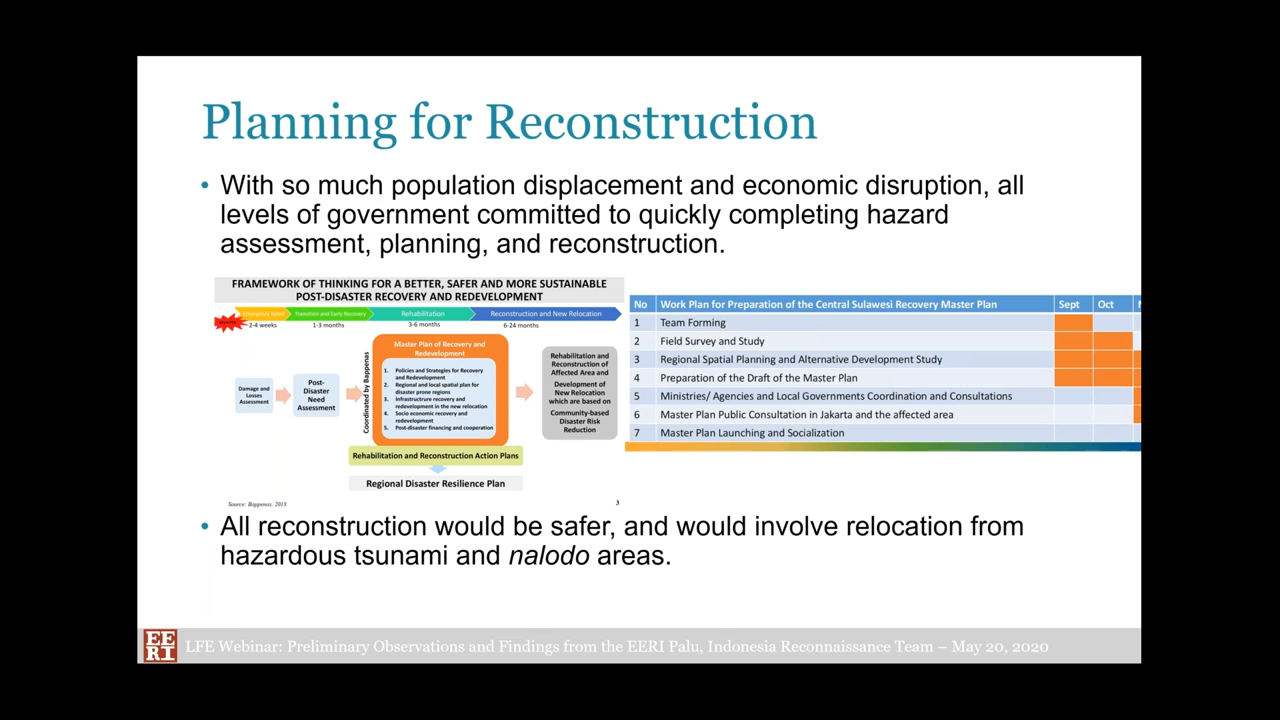 Planning for Reconstruction
• With so much population displacement and economic disruption, all
levels of government committed to quickly completing hazard
assessment, planning, and reconstruction.
FRAMEWORK OF THINKING FOR A BETTER, SAFER AND MORE SUSTAINABLE
POST-DISASTER RECOVERY AND REDEVELOPMENT
Emergency Relief
Transition and Early Recovery
Rehabilitation
Reconstruction and New Relocation
2-4 weeks
1-3 months
3-6 months
6-24 months
Damage and
Losses
Assessment
Post-
Disaster
Need
Assessment
Coordinated by Bappenas
Master Plan of Recovery and
Redevelopment
1. Policies and Strategies for Recovery
and Redevelopment
2. Regional and local spatial plan for
disaster prone regions
3. Infrastructure recovery and
redevelopment in the new relocation
4. Socio economic recovery and
redevelopment
5. Post-disaster financing and cooperation
Rehabilitation and
Reconstruction of
Affected Area and
Development of
New Relocation
which are based on
Community-based
Disaster Risk
Reduction
Rehabilitation and Reconstruction Action Plans
Regional Disaster Resilience Plan
Source: Bappenas, 2018
3
No Work Plan for Preparation of the Central Sulawesi Recovery Master Plan Sept Oct
1 Team Forming
2 Field Survey and Study
3 Regional Spatial Planning and Alternative Development Study
4 Preparation of the Draft of the Master Plan
5 Ministries/ Agencies and Local Governments Coordination and Consultations
6 Master Plan Public Consultation in Jakarta and the affected area
7 Master Plan Launching and Socialization
• All reconstruction would be safer, and would involve relocation from
hazardous tsunami and nalodo areas.
EE
RI
LFE Webinar: Preliminary Observations and Findings from the EERI Palu, Indonesia Reconnaissance Team – May 20, 2020